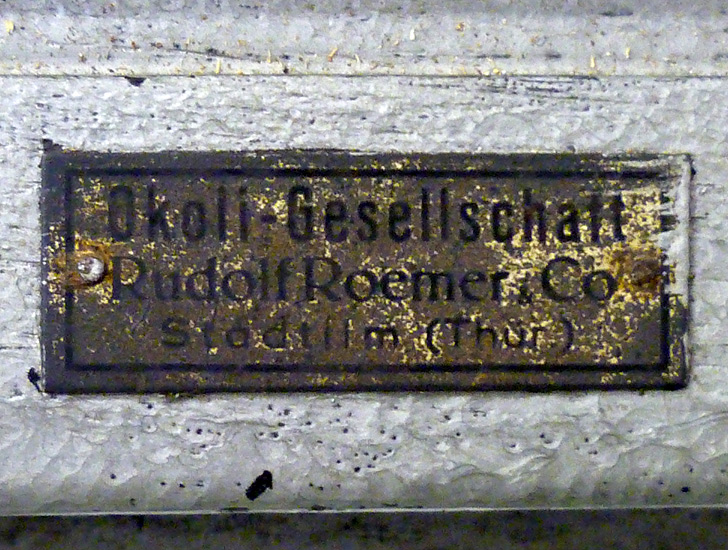 Okoli-Gesellschaft
Rudolf Roemer & Co
Stadtilm (Thür.)